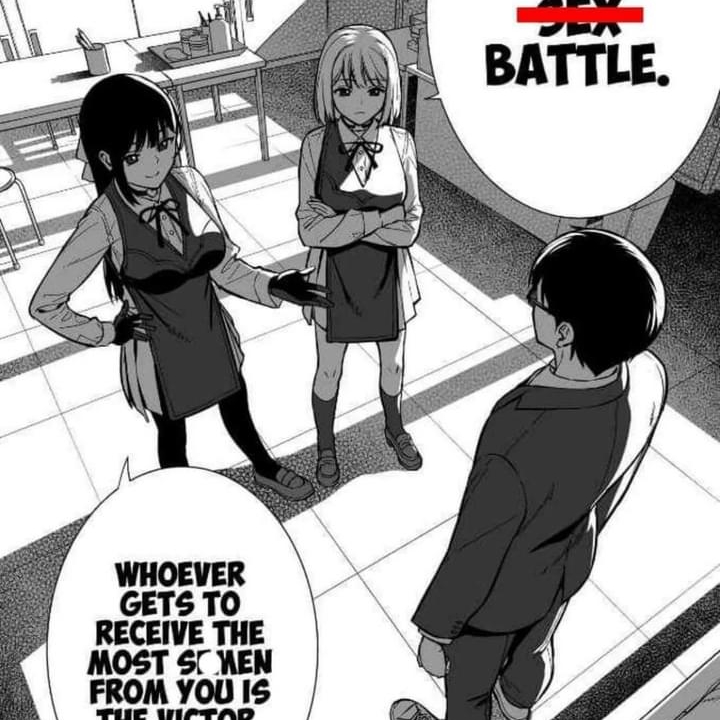 BATTLE.
WHOEVER
GETS TO
RECEIVE THE
MOST
FROM YOU IS
THE VICTOR